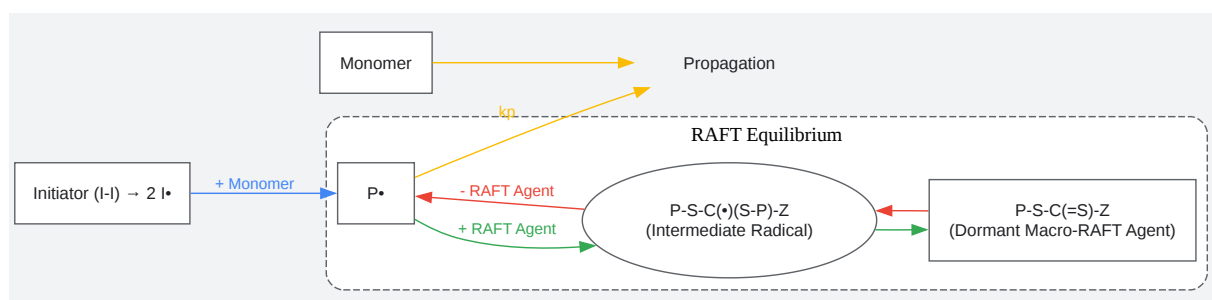 Monomer
Propagation
kp
RAFT Equilibrium
Initiator (I-I) → 2 I•
+ Monomer
P•
- RAFT Agent
+ RAFT Agent
P-S-C(•)(S-P)-Z
(Intermediate Radical)
P-S-C(=S)-Z
(Dormant Macro-RAFT Agent)